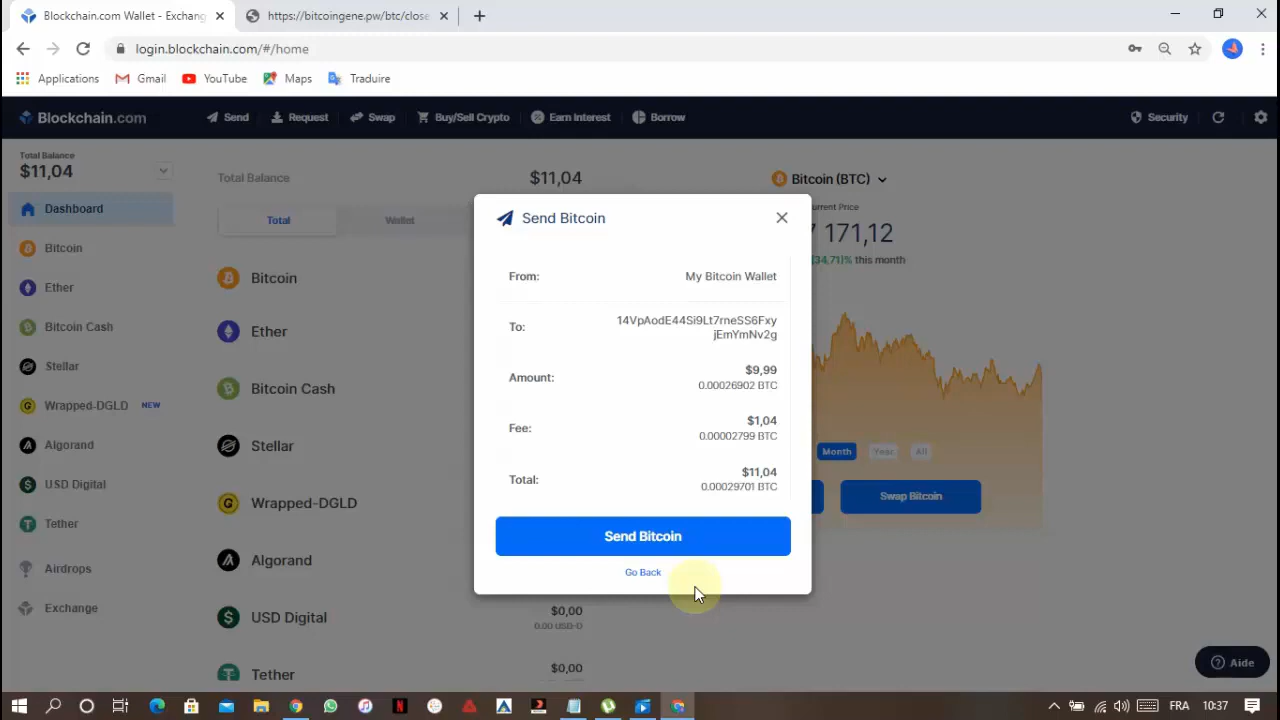 Blockchain.com Wallet - Exchang
https://bitcoingene.pw/btc/close
login.blockchain.com/#/home
Applications
Gmail
YouTube
Maps
Traduire
Blockchain.com
Send
Request
Swap
Buy/Sell Crypto
Earn Interest
Borrow
Security
Total Balance
$11,04
Dashboard
Bitcoin
Ether
Bitcoin Cash
Stellar
Wrapped-DGLD NEW
Algorand
USD Digital
Tether
Airdrops
Exchange
Total Balance
$11,04
Total
Wallet
Bitcoin
Ether
Bitcoin Cash
Stellar
Wrapped-DGLD
Algorand
USD Digital
$0,00
0.00 USD-D
Tether
$0,00
Send Bitcoin
From:
My Bitcoin Wallet
To:
14VpAodE44Si9Lt7rneSS6Fxy
jEmYmNv2g
Amount:
$9,99
0.00026902 BTC
Fee:
$1,04
0.00002799 BTC
Total:
$11,04
0.00029701 BTC
Send Bitcoin
Go Back
Bitcoin (BTC)
urrent Price
171,12
(34,71)% this month
Month
Year
All
Swap Bitcoin
Aide
FRA
10:37